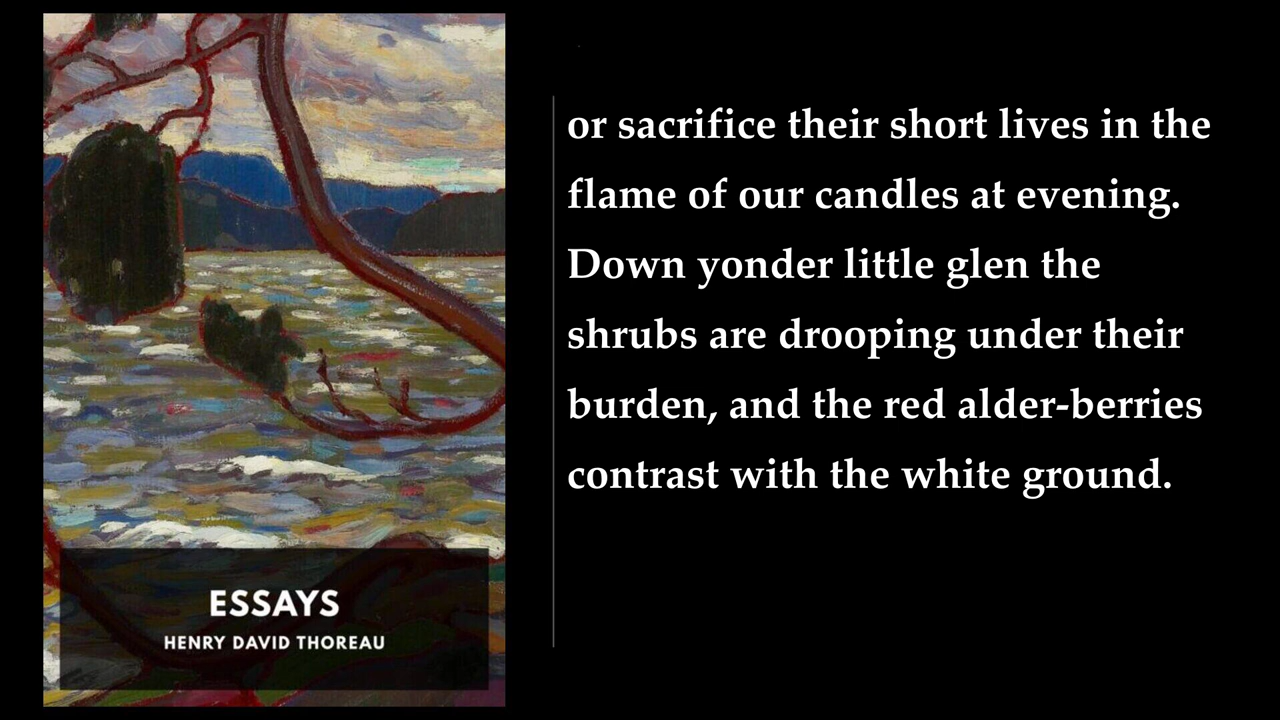 or sacrifice their short lives in the
flame of our candles at evening.
Down yonder little glen the
shrubs are drooping under their
burden, and the red alder-berries
contrast with the white ground.
ESSAYS
HENRY DAVID THOREAU